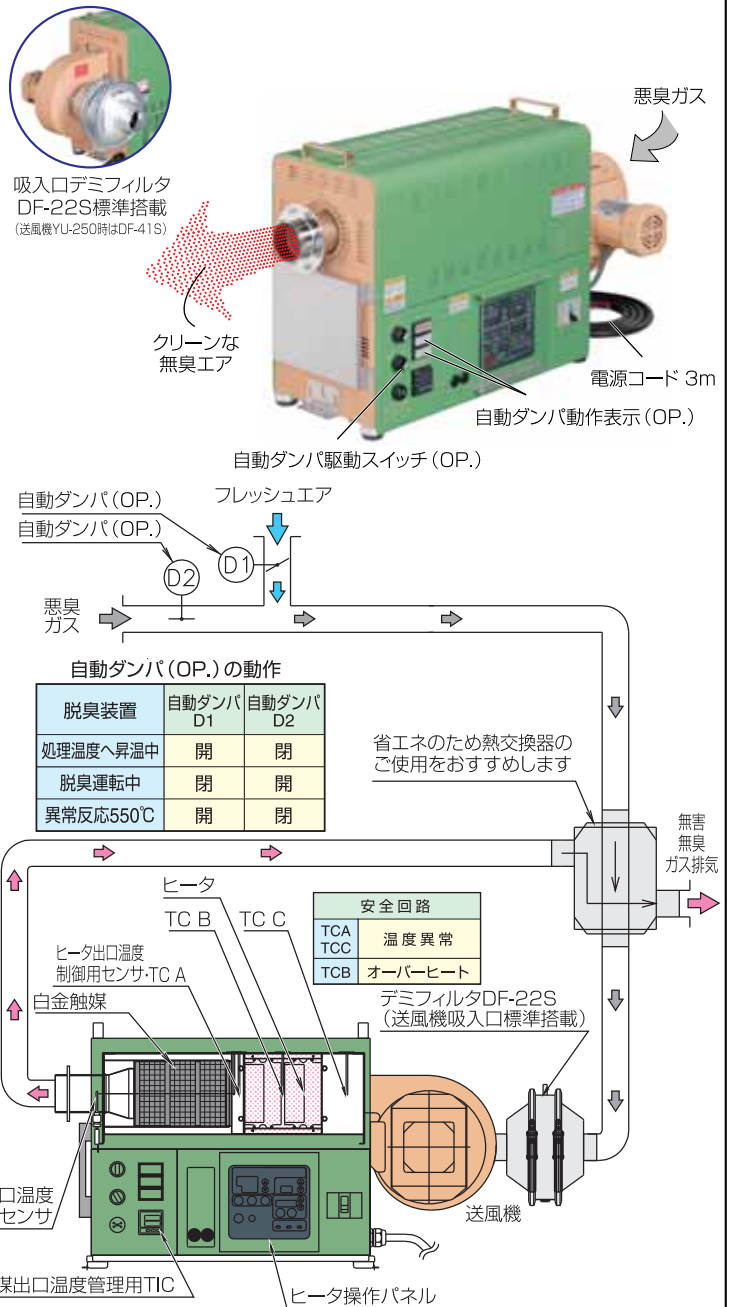 悪臭ガス
吸入口デミフィルタ
DF-22S標準搭載
(送風機YU-250時はDF-41S)
クリーンな
無臭エア
電源コード 3m
自動ダンパ動作表示(OP.)
自動ダンパ駆動スイッチ(OP.)
自動ダンパ(OP.)
フレッシュエア
自動ダンパ(OP.)
D1
D2
悪臭
ガス
自動ダンパ(OP.)の動作
脱臭装置 自動ダンパD1 自動ダンパD2
処理温度へ昇温中 開 閉
脱臭運転中 閉 開
異常反応550℃ 開 閉
省エネのため熱交換器の
ご使用をおすすめします
無害
無臭
ガス排気
ヒータ
TC B
TC C
安全回路
TCA TCC 温度異常
TCB オーバーヒート
ヒータ出口温度
制御用センサ・TC A
白金触媒
デミフィルタDF-22S
(送風機吸入口標準搭載)
口温度
センサ
送風機
媒出口温度管理用TIC
ヒータ操作パネル